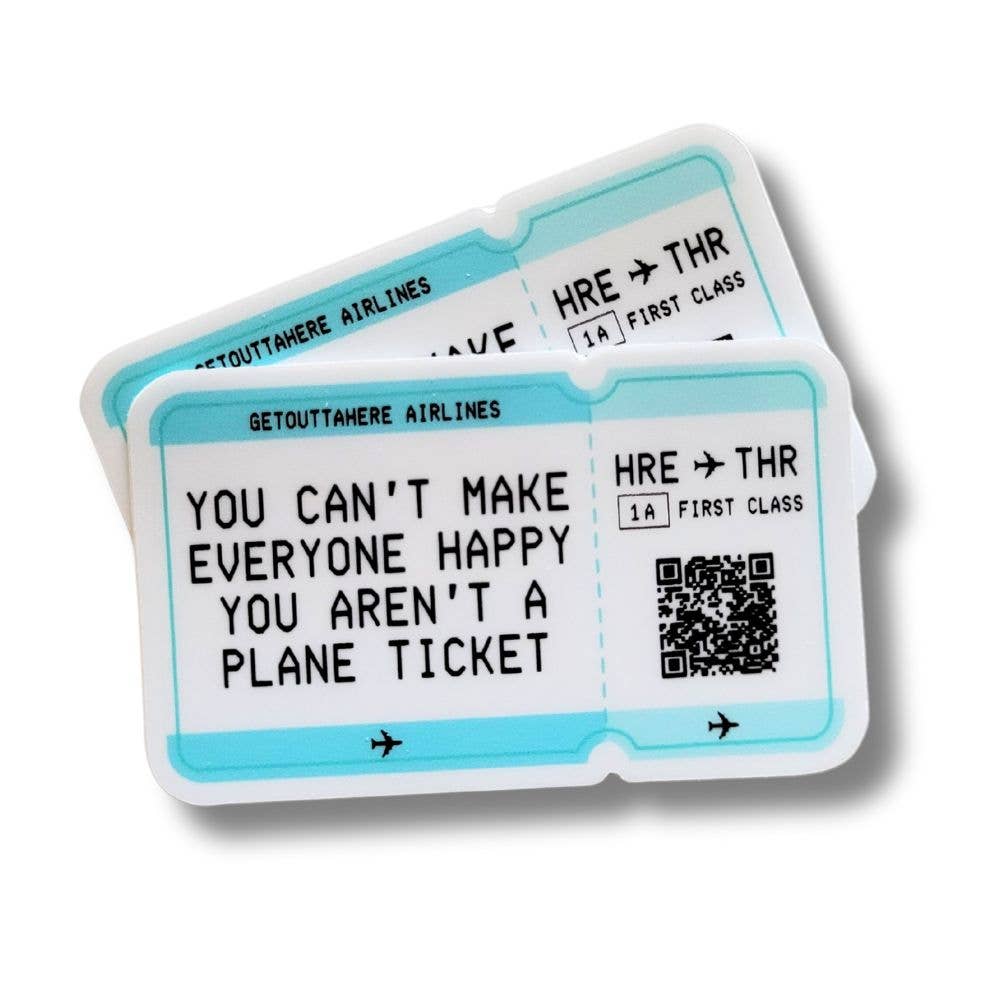 GETOUTTAHERE AIRLINES
HRE ✈ THR
1A FIRST CLASS
GETOUTTAHERE AIRLINES
YOU CAN'T MAKE
EVERYONE HAPPY
YOU AREN'T A
PLANE TICKET
HRE ✈ THR
1A FIRST CLASS